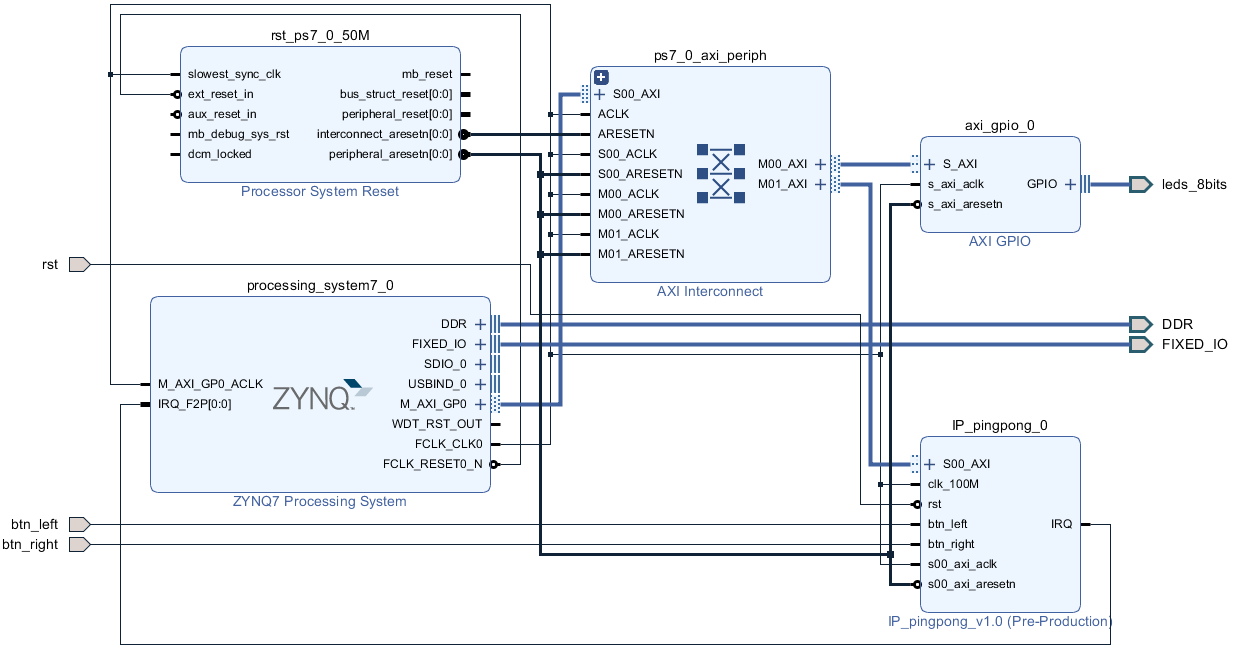 rst_ps7_0_50M
slowest_sync_clk
ext_reset_in
aux_reset_in
mb_debug_sys_rst
dcm_locked
mb_reset
bus_struct_reset[0:0]
peripheral_reset[0:0]
interconnect_aresetn[0:0]
peripheral_aresetn[0:0]
Processor System Reset
ps7_0_axi_periph
S00_AXI
ACLK
ARESETN
S00_ACLK
S00_ARESETN
M00_ACLK
M00_ARESETN
M01_ACLK
M01_ARESETN
M00_AXI
M01_AXI
AXI Interconnect
axi_gpio_0
S_AXI
s_axi_aclk
s_axi_aresetn
GPIO
AXI GPIO
leds_8bits
rst
processing_system7_0
M_AXI_GP0_ACLK
IRQ_F2P[0:0]
ZYNQ
DDR
FIXED_IO
SDIO_0
USBIND_0
M_AXI_GP0
WDT_RST_OUT
FCLK_CLK0
FCLK_RESET0_N
ZYNQ7 Processing System
DDR
FIXED_IO
btn_left
btn_right
IP_pingpong_0
S00_AXI
clk_100M
rst
btn_left
btn_right
s00_axi_aclk
s00_axi_aresetn
IRQ
IP_pingpong_v1.0 (Pre-Production)